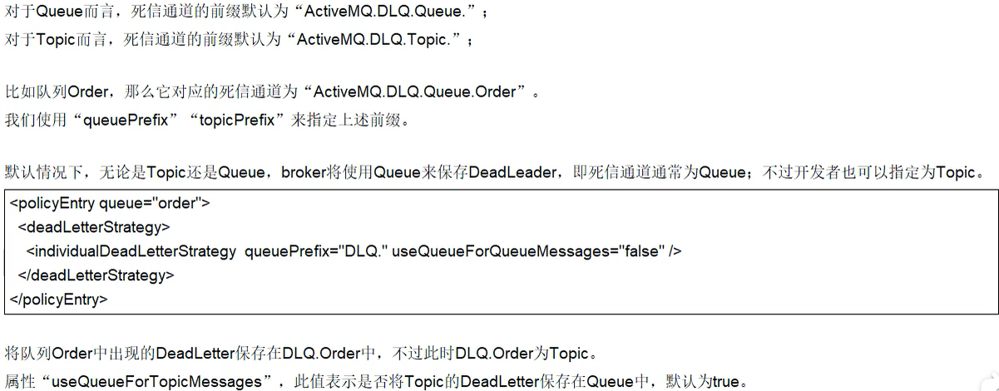 对于Queue而言，死信通道的前缀默认为“ActiveMQ.DLQ.Queue.”；
对于Topic而言，死信通道的前缀默认为“ActiveMQ.DLQ.Topic.”；
比如队列Order，那么它对应的死信通道为“ActiveMQ.DLQ.Queue.Order”。
我们使用“queuePrefix”“topicPrefix”来指定上述前缀。
默认情况下，无论是Topic还是Queue，broker将使用Queue来保存DeadLeader，即死信通道通常为Queue；不过开发者也可以指定为Topic。
<policyEntry queue="order">
<deadLetterStrategy>
<individualDeadLetterStrategy queuePrefix="DLQ." useQueueForQueueMessages="false" />
</deadLetterStrategy>
</policyEntry>
将队列Order中出现的DeadLetter保存在DLQ.Order中，不过此时DLQ.Order为Topic。
属性“useQueueForTopicMessages”，此值表示是否将Topic的DeadLetter保存在Queue中，默认为true。